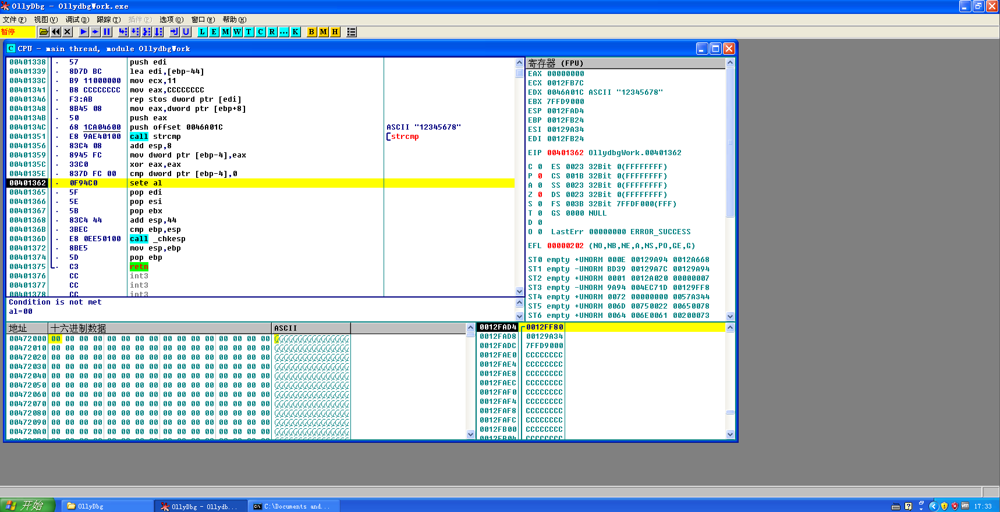 OllyDbg - OllydbgWork.exe
文件(F) 视图(V) 调试(D) 跟踪(T) 插件(P) 选项(O) 窗口(W) 帮助(H)
暂停 L E M W T C R ... K B M H
C CPU - main thread, module OllydbgWork
00401338 · 57 push edi
00401339 · 8D7D BC lea edi,[ebp-44]
0040133C · B9 11000000 mov ecx,11
00401341 · B8 CCCCCCCC mov eax,CCCCCCCC
00401346 · F3:AB rep stos dword ptr [edi]
00401348 · 8B45 08 mov eax,dword ptr [ebp+8]
0040134B · 50 push eax
0040134C · 68 1CA04600 push offset 0046A01C ASCII "12345678"
00401351 · E8 9AE40100 call strcmp [strcmp
00401356 · 83C4 08 add esp,8
00401359 · 8945 FC mov dword ptr [ebp-4],eax
0040135C · 33C0 xor eax,eax
0040135E · 837D FC 00 cmp dword ptr [ebp-4],0
00401362 · 0F94C0 sete al
00401365 · 5F pop edi
00401366 · 5E pop esi
00401367 · 5B pop ebx
00401368 · 83C4 44 add esp,44
0040136B · 3BEC cmp ebp,esp
0040136D · E8 0EE50100 call _chkesp
00401372 · 8BE5 mov esp,ebp
00401374 · 5D pop ebp
00401375 · C3 retn
00401376 CC int3
00401377 CC int3
00401378 CC int3
Condition is not met
al=00
寄存器 (FPU)
EAX 00000000
ECX 0012FB7C
EDX 0046A01C ASCII "12345678"
EBX 7FFD9000
ESP 0012FAD4
EBP 0012FB24
ESI 00129A34
EDI 0012FB24
EIP 00401362 OllydbgWork.00401362
C 0 ES 0023 32Bit 0(FFFFFFFF)
P 0 CS 001B 32Bit 0(FFFFFFFF)
A 0 SS 0023 32Bit 0(FFFFFFFF)
Z 0 DS 0023 32Bit 0(FFFFFFFF)
S 0 FS 003B 32Bit 7FFDF000(FFF)
T 0 GS 0000 NULL
D 0
O 0 LastErr 00000000 ERROR_SUCCESS
EFL 00000202 (NO,NB,NE,A,NS,PO,GE,G)
ST0 empty +UNORM 000E 00129A94 0012A668
ST1 empty -UNORM BD39 00129A7C 00129A94
ST2 empty +UNORM 0001 0012A020 00000007
ST3 empty -UNORM 9A94 004EC71D 00129FF8
ST4 empty +UNORM 0072 00000000 0057A344
ST5 empty +UNORM 006D 00750022 00650078
ST6 empty +UNORM 0064 006E0061 00200073
地址 十六进制数据 ASCII
00472000 00 00 00 00 00 00 00 00 00 00 00 00 00 00 00 00 @@@@@@@@@@@@@@@@
00472010 00 00 00 00 00 00 00 00 00 00 00 00 00 00 00 00 @@@@@@@@@@@@@@@@
00472020 00 00 00 00 00 00 00 00 00 00 00 00 00 00 00 00 @@@@@@@@@@@@@@@@
00472030 00 00 00 00 00 00 00 00 00 00 00 00 00 00 00 00 @@@@@@@@@@@@@@@@
00472040 00 00 00 00 00 00 00 00 00 00 00 00 00 00 00 00 @@@@@@@@@@@@@@@@
00472050 00 00 00 00 00 00 00 00 00 00 00 00 00 00 00 00 @@@@@@@@@@@@@@@@
00472060 00 00 00 00 00 00 00 00 00 00 00 00 00 00 00 00 @@@@@@@@@@@@@@@@
00472070 00 00 00 00 00 00 00 00 00 00 00 00 00 00 00 00 @@@@@@@@@@@@@@@@
00472080 00 00 00 00 00 00 00 00 00 00 00 00 00 00 00 00 @@@@@@@@@@@@@@@@
00472090 00 00 00 00 00 00 00 00 00 00 00 00 00 00 00 00 @@@@@@@@@@@@@@@@
004720A0 00 00 00 00 00 00 00 00 00 00 00 00 00 00 00 00 @@@@@@@@@@@@@@@@
0012FAD4 0012FF80
0012FAD8 00129A34
0012FADC 7FFD9000
0012FAE0 CCCCCCCC
0012FAE4 CCCCCCCC
0012FAE8 CCCCCCCC
0012FAEC CCCCCCCC
0012FAF0 CCCCCCCC
0012FAF4 CCCCCCCC
0012FAF8 CCCCCCCC
0012FAFC CCCCCCCC
0012FB00 CCCCCCCC
0012FB04 CCCCCCCC
开始 OllyDbg OllyDbg - Ollydb... C:\Documents and... 17:33